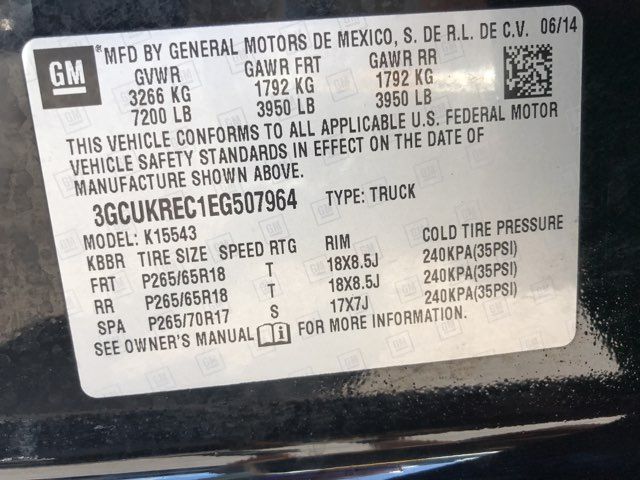 GM
MFD BY GENERAL MOTORS DE MEXICO, S. DE R.L. DE C.V. 06/14
GVWR GAWR FRT GAWR RR
3266 KG 1792 KG 1792 KG
7200 LB 3950 LB 3950 LB
THIS VEHICLE CONFORMS TO ALL APPLICABLE U.S. FEDERAL MOTOR
VEHICLE SAFETY STANDARDS IN EFFECT ON THE DATE OF
MANUFACTURE SHOWN ABOVE.
3GCUKREC1EG507964 TYPE: TRUCK
MODEL: K15543
KBBR TIRE SIZE SPEED RTG RIM COLD TIRE PRESSURE
FRT P265/65R18 T 18X8.5J 240KPA(35PSI)
RR P265/65R18 T 18X8.5J 240KPA(35PSI)
SPA P265/70R17 S 17X7J 240KPA(35PSI)
SEE OWNER'S MANUAL FOR MORE INFORMATION.